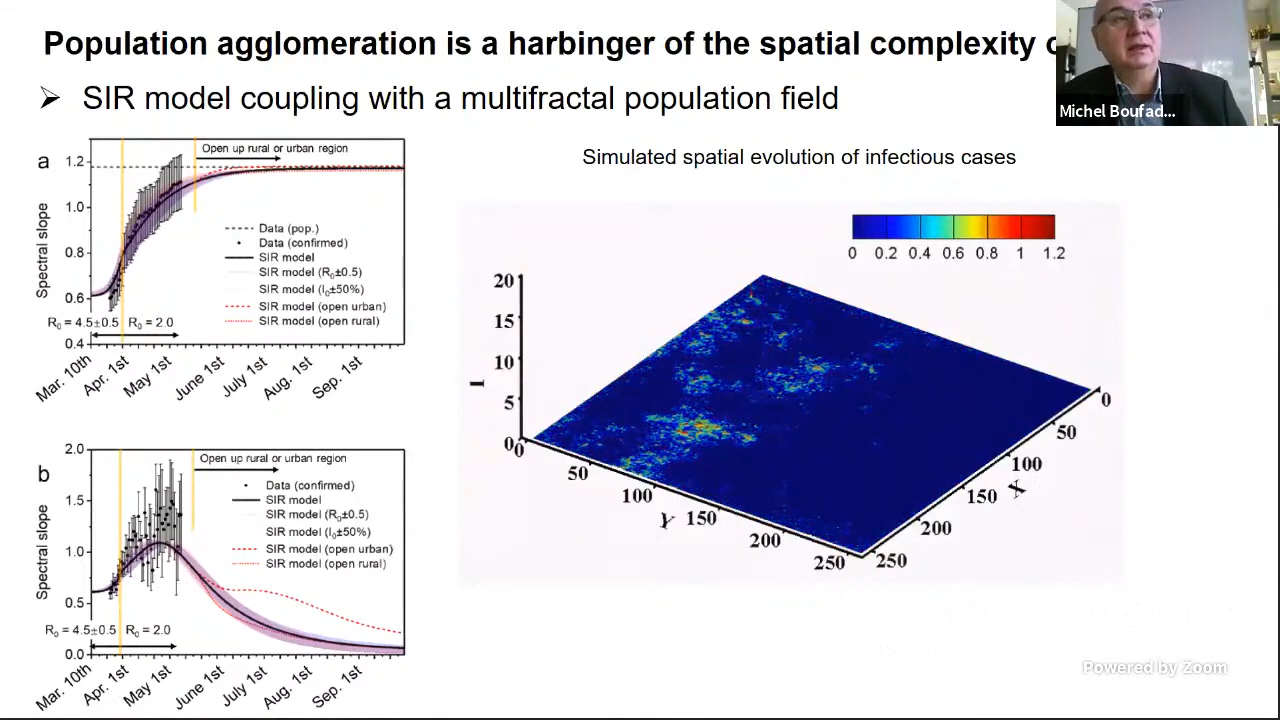 Population agglomeration is a harbinger of the spatial complexity
➢ SIR model coupling with a multifractal population field
Michel Boufad...
Simulated spatial evolution of infectious cases
a
Open up rural or urban region
1.2
1.0
0.8
0.6
0.4
Spectral slope
Data (pop.)
Data (confirmed)
SIR model
SIR model (R₀±0.5)
SIR model (I₀±50%)
SIR model (open urban)
SIR model (open rural)
R₀ = 4.5±0.5 R₀ = 2.0
Mar. 10th Apr. 1st May 1st June 1st July 1st Aug. 1st Sep. 1st
b
Open up rural or urban region
2.0
1.5
1.0
0.5
0.0
Spectral slope
Data (confirmed)
SIR model
SIR model (R₀±0.5)
SIR model (I₀±50%)
SIR model (open urban)
SIR model (open rural)
R₀ = 4.5±0.5 R₀ = 2.0
Mar. 10th Apr. 1st May 1st June 1st July 1st Aug. 1st Sep. 1st
0 0.2 0.4 0.6 0.8 1 1.2
20
15
10
5
0
I
0 50 100 150 200 250
Y
0 50 100 150 200 250
X
Powered by Zoom